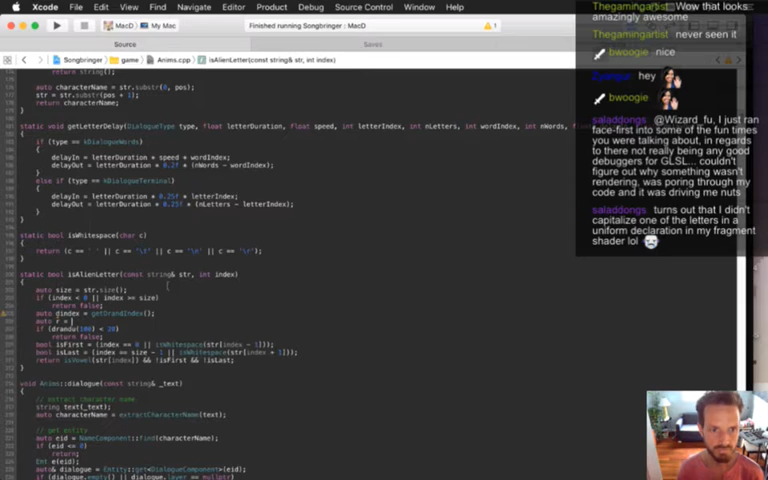 Xcode File Edit View Find Navigate Editor Product Debug Source Control Window Help
MacD My Mac
Finished running Songbringer : MacD
1
Source
Saves
Songbringer game Anims.cpp isAlienLetter(const string& str, int index)
return string();
auto characterName = str.substr(0, pos);
str = str.substr(pos + 1);
return characterName;
static void getLetterDelay(DialogueType type, float letterDuration, float speed, int letterIndex, int nLetters, int wordIndex, int nWords,
{
if (type == kDialogueWords)
{
delayIn = letterDuration * speed * wordIndex;
delayOut = letterDuration * 0.2f * (nWords - wordIndex);
}
else if (type == kDialogueTerminal)
{
delayIn = letterDuration * 0.25f * letterIndex;
delayOut = letterDuration * 0.25f * (nLetters - letterIndex);
}
}
static bool isWhitespace(char c)
{
return (c == ' ' || c == '\t' || c == '\n' || c == '\r');
}
static bool isAlienLetter(const string& str, int index)
{
auto size = str.size();
if (index < 0 || index >= size)
return false;
auto dindex = getDrandIndex();
auto r =
if (drandu(100) < 20)
return false;
bool isFirst = (index == 0 || isWhitespace(str[index - 1]));
bool isLast = (index >= size - 1 || isWhitespace(str[index + 1]));
return isVowel(str[index]) && !isFirst && !isLast;
}
void Anims::dialogue(const string& _text)
{
// extract character name
string text(_text);
auto characterName = extractCharacterName(text);
// get entity
auto eid = NameComponent::find(characterName);
if (eid <= 0)
return;
Ent e(eid);
auto& dialogue = Entity::get<DialogueComponent>(eid);
if (dialogue.empty() || dialogue.layer == nullptr)
Thegamingartist Wow that looks
amazingly awesome
Thegamingartist never seen it
bwoogie nice
hey
bwoogie
saladdongs @Wizard_fu, I just ran
face-first into some of the fun times
you were talking about, in regards
to there not really being any good
debuggers for GLSL... couldn't
figure out why something wasn't
rendering, was poring through my
code and it was driving me nuts
saladdongs turns out that I didn't
capitalize one of the letters in a
uniform declaration in my fragment
shader lol